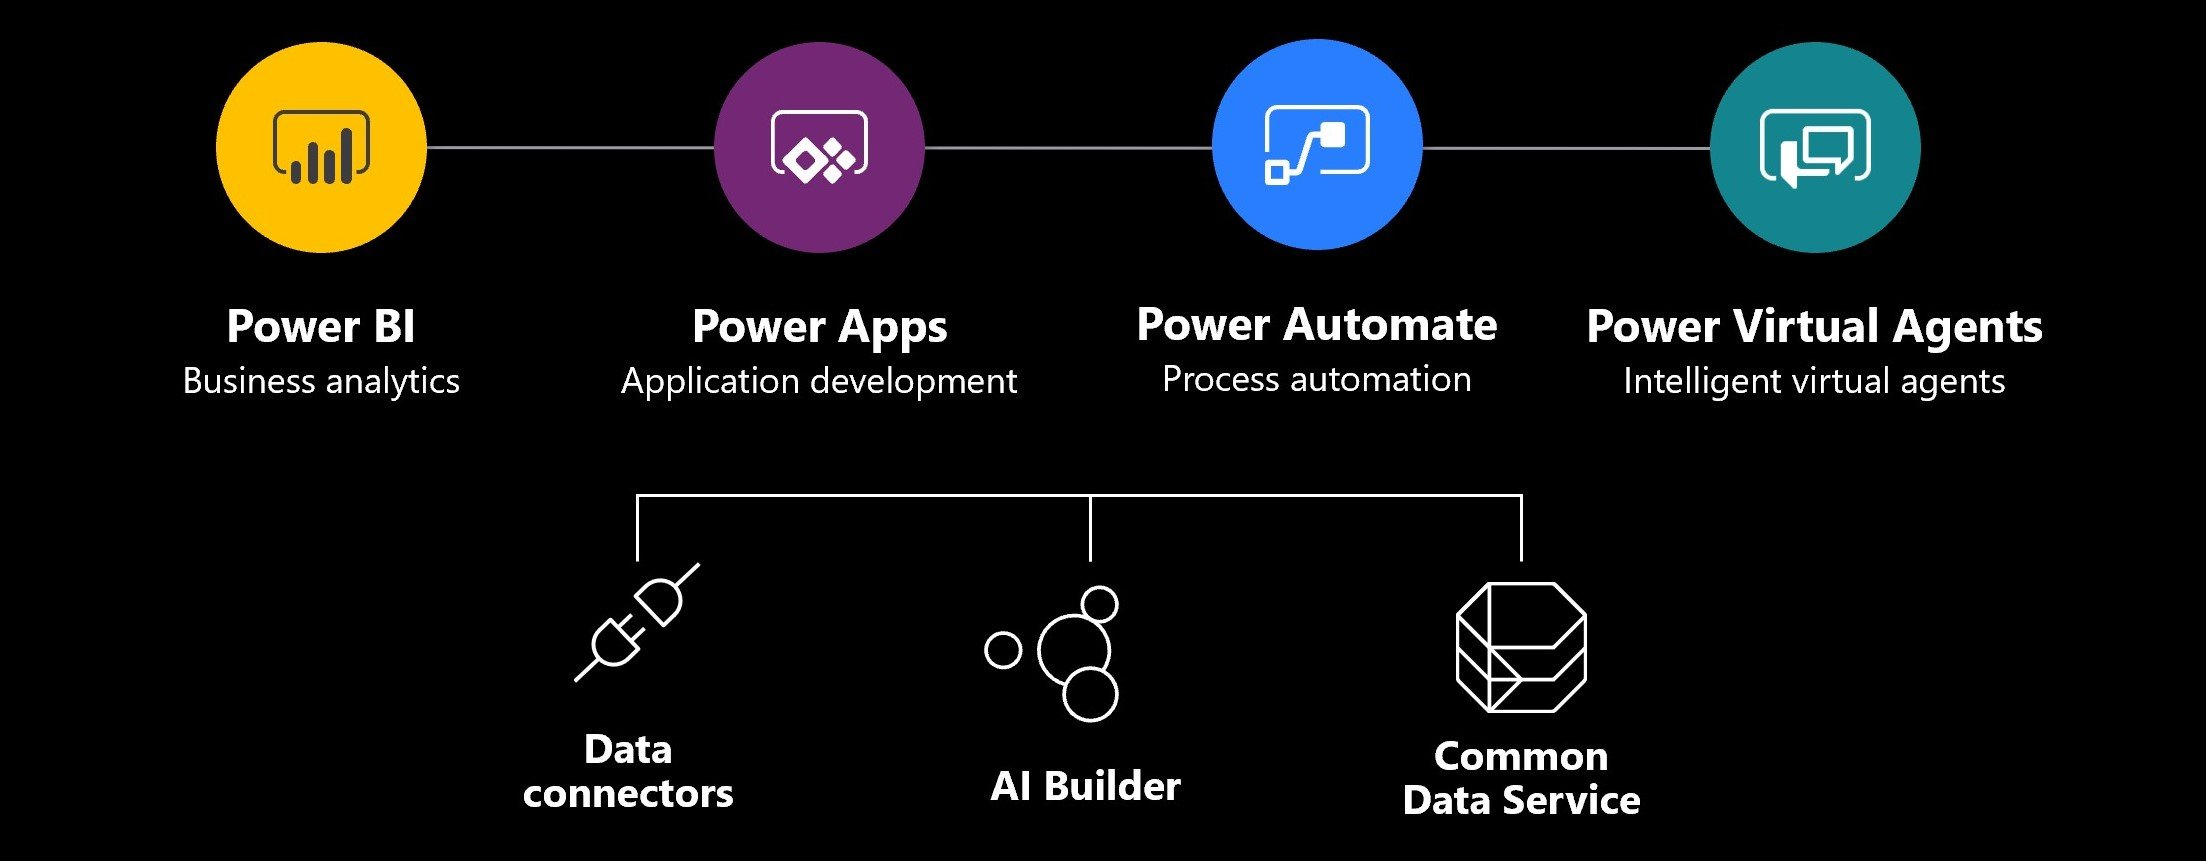 Power BI
Business analytics
Power Apps
Application development
Power Automate
Process automation
Power Virtual Agents
Intelligent virtual agents
Data
connectors
AI Builder
Common
Data Service